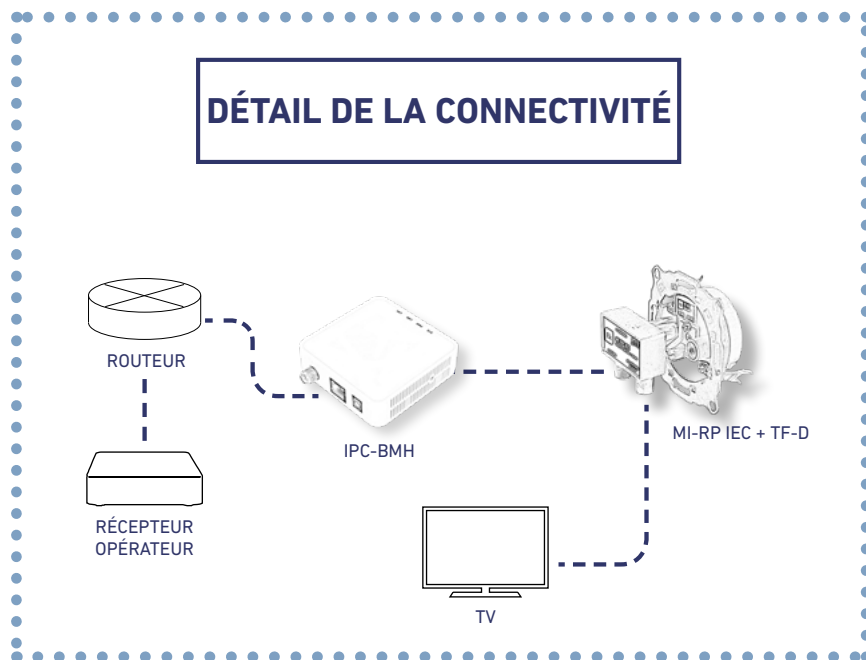 DÉTAIL DE LA CONNECTIVITÉ
ROUTEUR
IPC-BMH
MI-RP IEC + TF-D
RÉCEPTEUR
OPÉRATEUR
TV